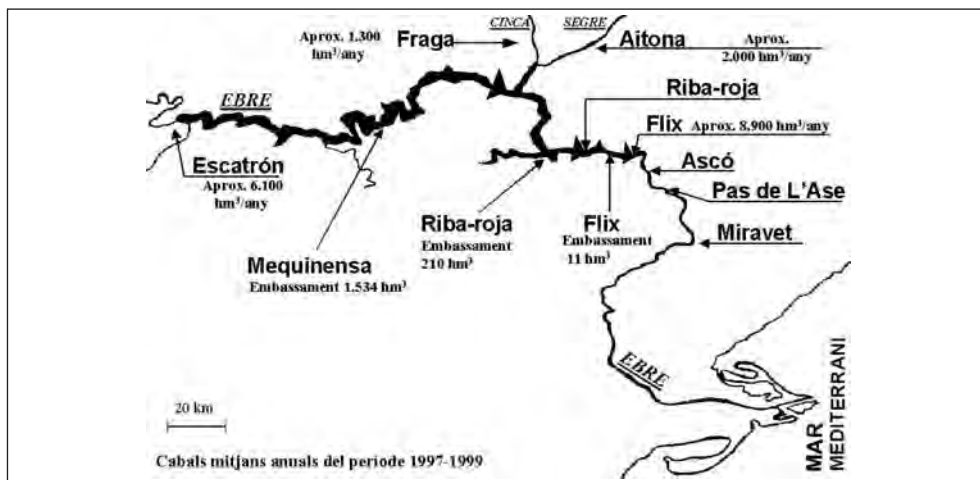 CINCA
SEGRE
Aprox. 1.300
hm³/any
Fraga
Aitona
Aprox.
2.000 hm³/any
EBRE
Riba-roja
Flix Aprox. 8.900 hm³/any
Escatrón
Aprox. 6.100
hm³/any
Ascó
Pas de L'Ase
Riba-roja
Embassament
210 hm³
Flix
Embassament
11 hm³
Miravet
Mequinensa
Embassament 1.534 hm³
EBRE
MAR
MEDITERRANI
20 km
Cabals mitjans anuals del periode 1997-1999